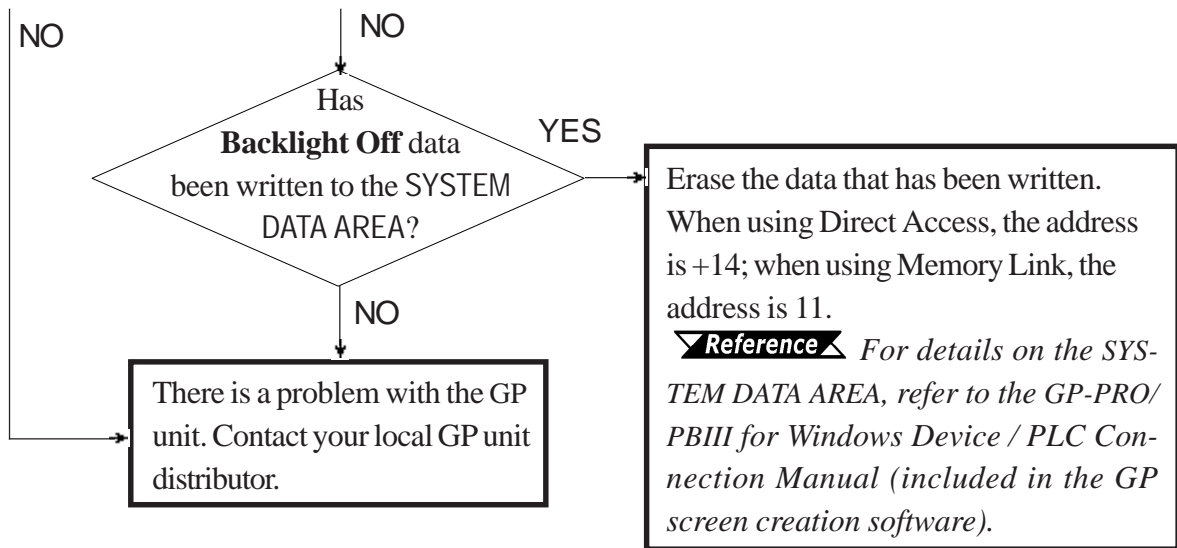 NO
NO
Has
Backlight Off data
been written to the SYSTEM
DATA AREA?
YES
Erase the data that has been written.
When using Direct Access, the address
is +14; when using Memory Link, the
address is 11.
Reference For details on the SYS-
TEM DATA AREA, refer to the GP-PRO/
PBIII for Windows Device / PLC Con-
nection Manual (included in the GP
screen creation software).
NO
There is a problem with the GP
unit. Contact your local GP unit
distributor.